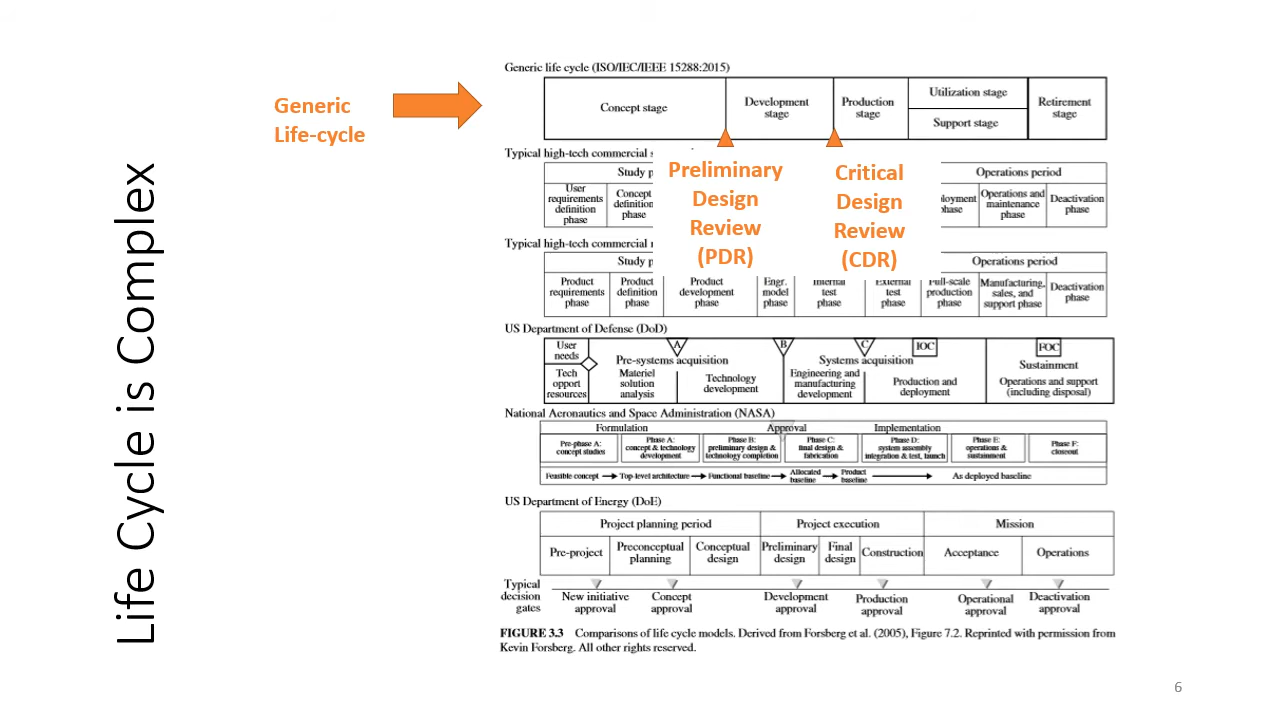 Life Cycle is Complex
Generic
Life-cycle
Generic life cycle (ISO/IEC/IEEE 15288:2015)
Concept stage
Development
stage
Production
stage
Utilization stage
Support stage
Retirement
stage
Preliminary
Design
Review
(PDR)
Critical
Design
Review
(CDR)
Typical high-tech commercial
Study
Operations period
User
requirements
definition
phase
Concept
definition
phase
phase
Operations and
maintenance
phase
Deactivation
phase
Typical high-tech commercial
Study
Operations period
Product
requirements
phase
Product
definition
phase
Product
development
phase
Engr.
model
phase
Internal
test
phase
External
test
phase
Full-scale
production
phase
Manufacturing,
sales, and
support phase
Deactivation
phase
US Department of Defense (DoD)
User
needs
Tech
opport
resources
A
B
C
IOC
FOC
Pre-systems acquisition
Systems acquisition
Sustainment
Materiel
solution
analysis
Technology
development
Engineering and
manufacturing
development
Production and
deployment
Operations and support
(including disposal)
National Aeronautics and Space Administration (NASA)
Formulation
Approval
Implementation
Pre-phase A:
concept studies
Phase A:
concept & technology
development
Phase B:
preliminary design &
technology completion
Phase C:
final design &
fabrication
Phase D:
system assembly
integration & test, launch
Phase E:
operations &
sustainment
Phase F:
closeout
Feasible concept
Top-level architecture
Functional baseline
Allocated
baseline
Product
baseline
As deployed baseline
US Department of Energy (DoE)
Project planning period
Project execution
Mission
Pre-project
Preconceptual
planning
Conceptual
design
Preliminary
design
Final
design
Construction
Acceptance
Operations
Typical
decision
gates
New initiative
approval
Concept
approval
Development
approval
Production
approval
Operational
approval
Deactivation
approval
FIGURE 3.3 Comparisons of life cycle models. Derived from Forsberg et al. (2005), Figure 7.2. Reprinted with permission from
Kevin Forsberg. All other rights reserved.
6